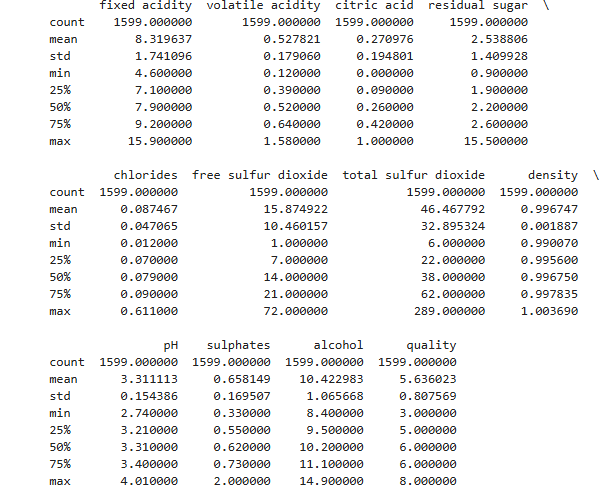 fixed acidity  volatile acidity  citric acid  residual sugar  \
count    1599.000000       1599.000000  1599.000000     1599.000000
mean        8.319637          0.527821     0.270976        2.538806
std         1.741096          0.179060     0.194801        1.409928
min         4.600000          0.120000     0.000000        0.900000
25%         7.100000          0.390000     0.090000        1.900000
50%         7.900000          0.520000     0.260000        2.200000
75%         9.200000          0.640000     0.420000        2.600000
max        15.900000          1.580000     1.000000       15.500000
chlorides  free sulfur dioxide  total sulfur dioxide      density  \
count  1599.000000          1599.000000           1599.000000  1599.000000
mean      0.087467            15.874922             46.467792     0.996747
std       0.047065            10.460157             32.895324     0.001887
min       0.012000             1.000000              6.000000     0.990070
25%       0.070000             7.000000             22.000000     0.995600
50%       0.079000            14.000000             38.000000     0.996750
75%       0.090000            21.000000             62.000000     0.997835
max       0.611000            72.000000            289.000000     1.003690
pH    sulphates      alcohol      quality
count  1599.000000  1599.000000  1599.000000  1599.000000
mean      3.311113     0.658149    10.422983     5.636023
std       0.154386     0.169507     1.065668     0.807569
min       2.740000     0.330000     8.400000     3.000000
25%       3.210000     0.550000     9.500000     5.000000
50%       3.310000     0.620000    10.200000     6.000000
75%       3.400000     0.730000    11.100000     6.000000
max       4.010000     2.000000    14.900000     8.000000